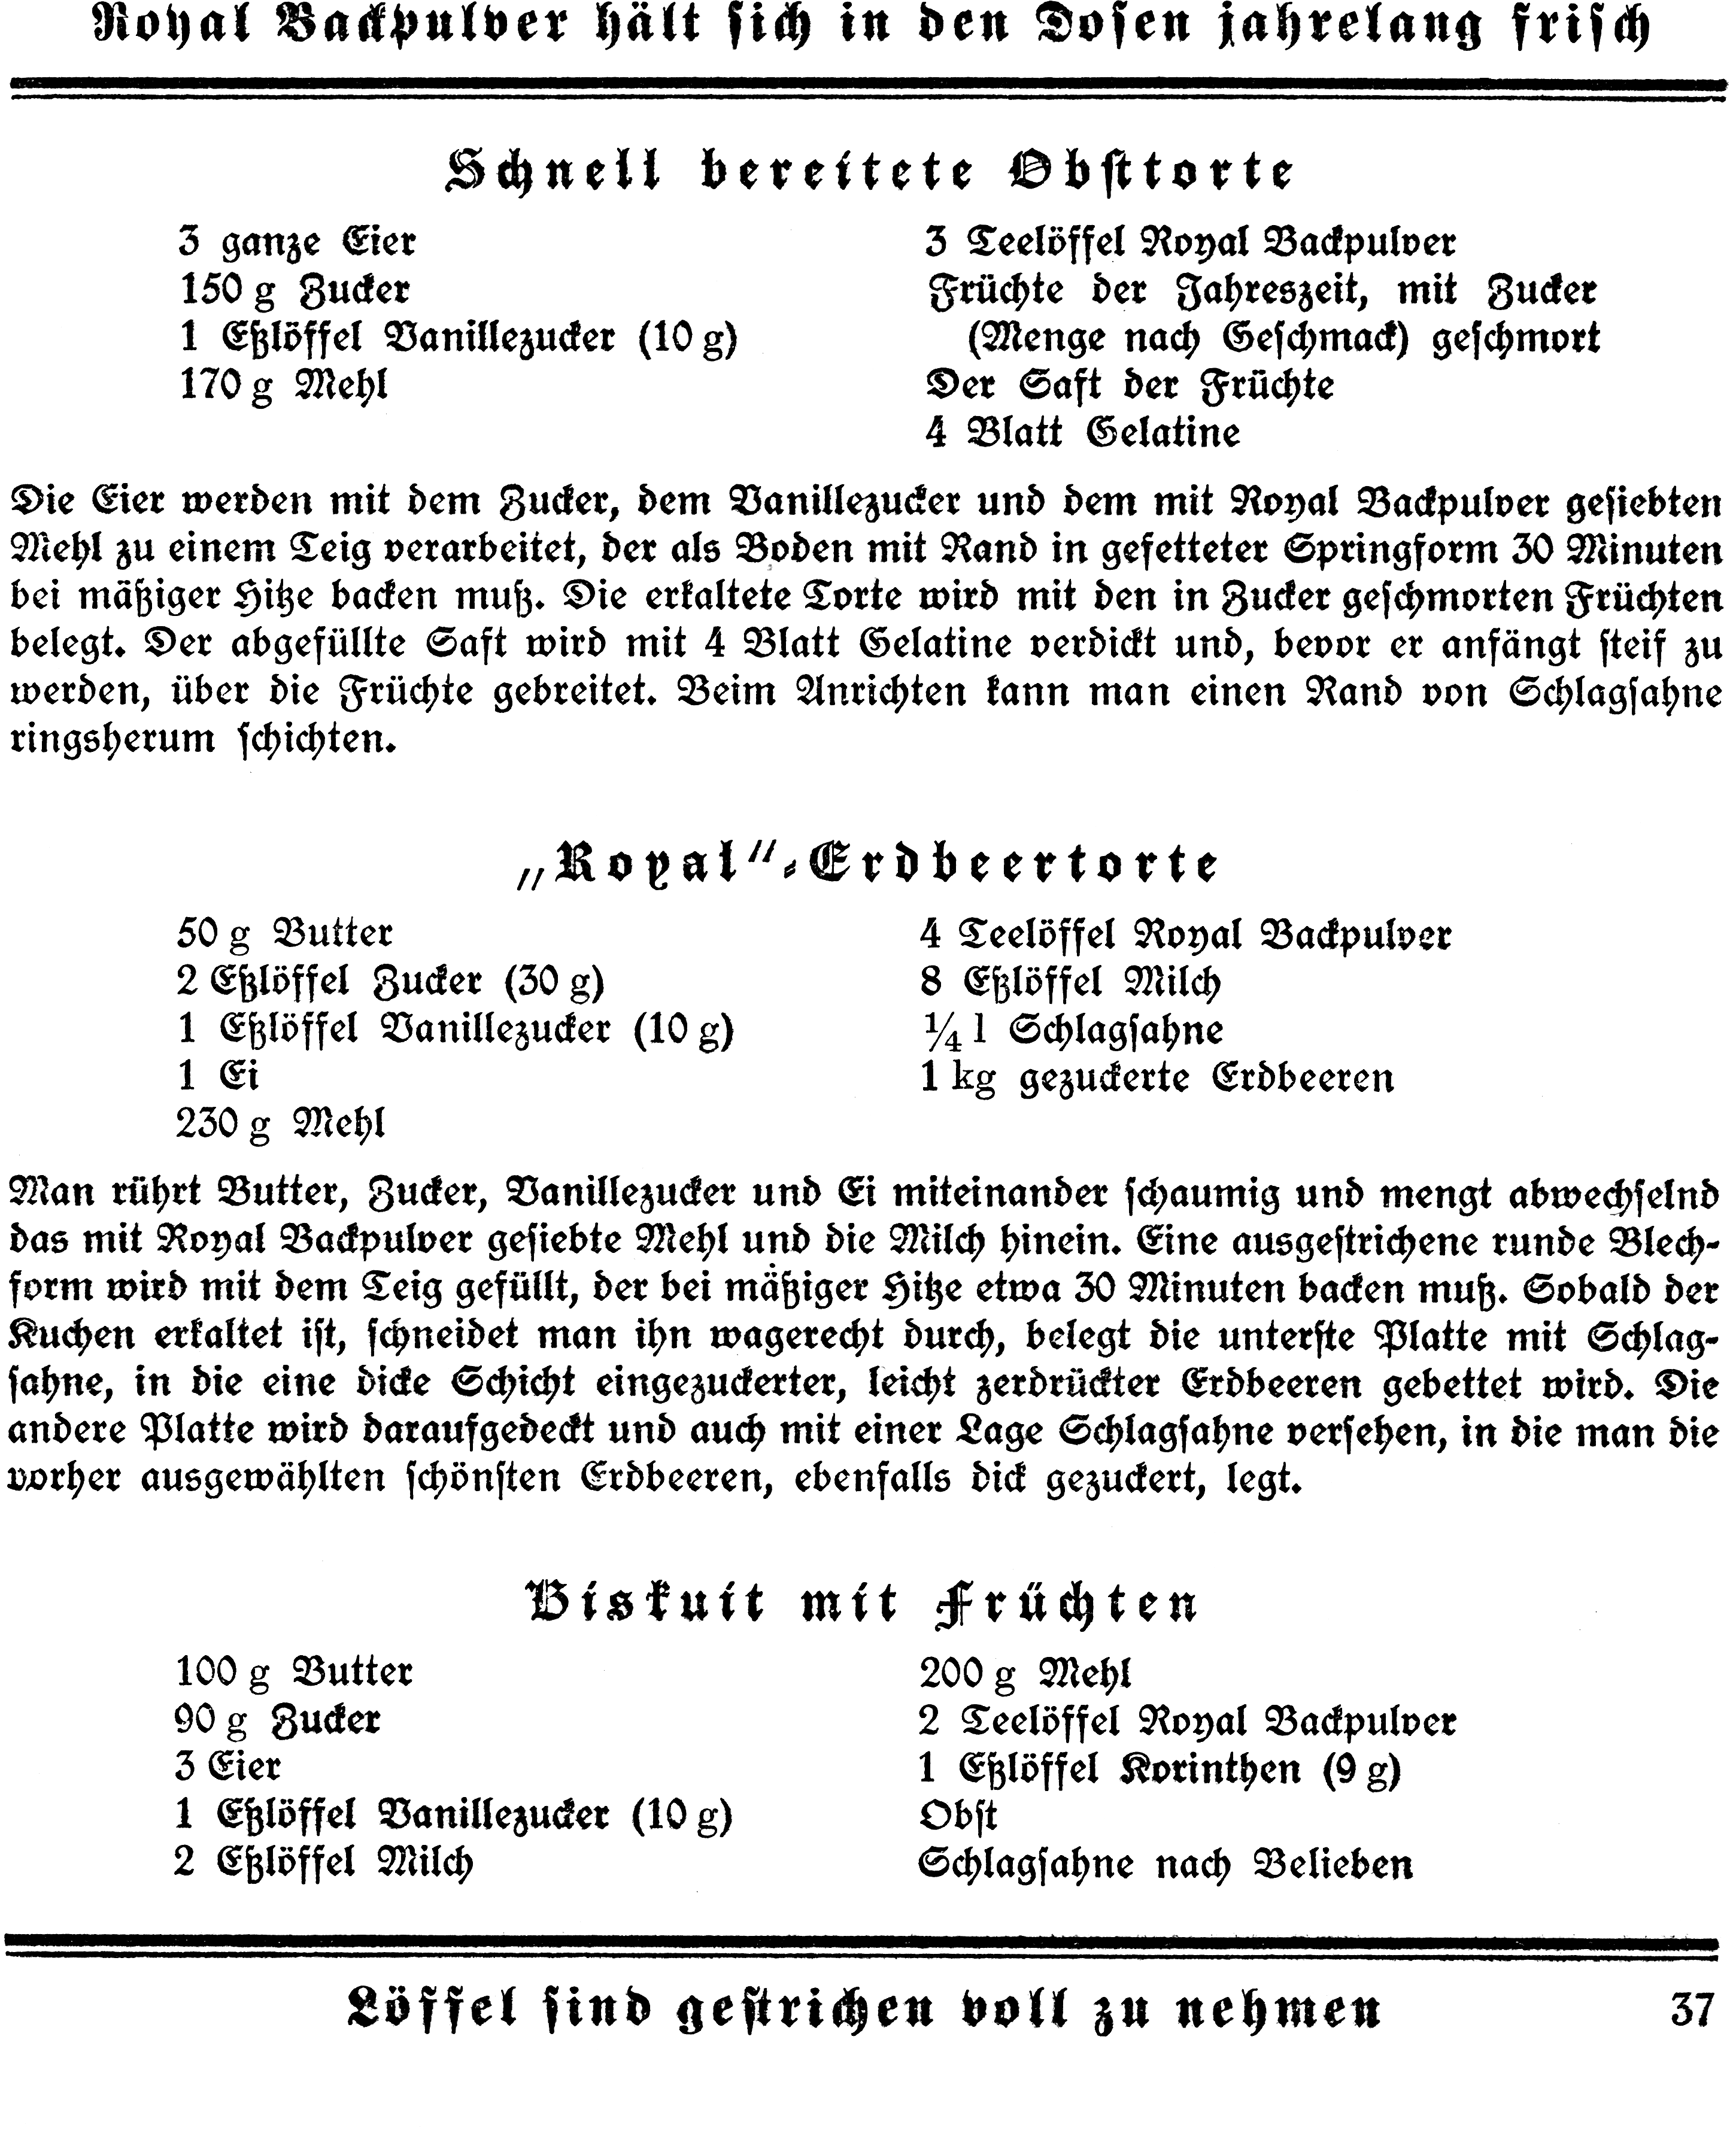 Royal Backpulver hält sich in den Dosen jahrelang frisch
Schnell bereitete Obsttorte
3 ganze Eier
150 g Zucker
1 Eßlöffel Vanillezucker (10 g)
170 g Mehl
3 Teelöffel Royal Backpulver
Früchte der Jahreszeit, mit Zucker
(Menge nach Geschmack) geschmort
Der Saft der Früchte
4 Blatt Gelatine
Die Eier werden mit dem Zucker, dem Vanillezucker und dem mit Royal Backpulver gesiebten
Mehl zu einem Teig verarbeitet, der als Boden mit Rand in gefetteter Springform 30 Minuten
bei mäßiger Hitze backen muß. Die erkaltete Torte wird mit den in Zucker geschmorten Früchten
belegt. Der abgefüllte Saft wird mit 4 Blatt Gelatine verdickt und, bevor er anfängt steif zu
werden, über die Früchte gebreitet. Beim Anrichten kann man einen Rand von Schlagsahne
ringsherum schichten.
„Royal“-Erdbeertorte
50 g Butter
2 Eßlöffel Zucker (30 g)
1 Eßlöffel Vanillezucker (10 g)
1 Ei
230 g Mehl
4 Teelöffel Royal Backpulver
8 Eßlöffel Milch
¼ l Schlagsahne
1 kg gezuckerte Erdbeeren
Man rührt Butter, Zucker, Vanillezucker und Ei miteinander schaumig und mengt abwechselnd
das mit Royal Backpulver gesiebte Mehl und die Milch hinein. Eine ausgestrichene runde Blech-
form wird mit dem Teig gefüllt, der bei mäßiger Hitze etwa 30 Minuten backen muß. Sobald der
Kuchen erkaltet ist, schneidet man ihn wagerecht durch, belegt die unterste Platte mit Schlag-
sahne, in die eine dicke Schicht eingezuckerter, leicht zerdrückter Erdbeeren gebettet wird. Die
andere Platte wird daraufgedeckt und auch mit einer Lage Schlagsahne versehen, in die man die
vorher ausgewählten schönsten Erdbeeren, ebenfalls dick gezuckert, legt.
Biskuit mit Früchten
100 g Butter
90 g Zucker
3 Eier
1 Eßlöffel Vanillezucker (10 g)
2 Eßlöffel Milch
200 g Mehl
2 Teelöffel Royal Backpulver
1 Eßlöffel Korinthen (9 g)
Obst
Schlagsahne nach Belieben
Löffel sind gestrichen voll zu nehmen
37